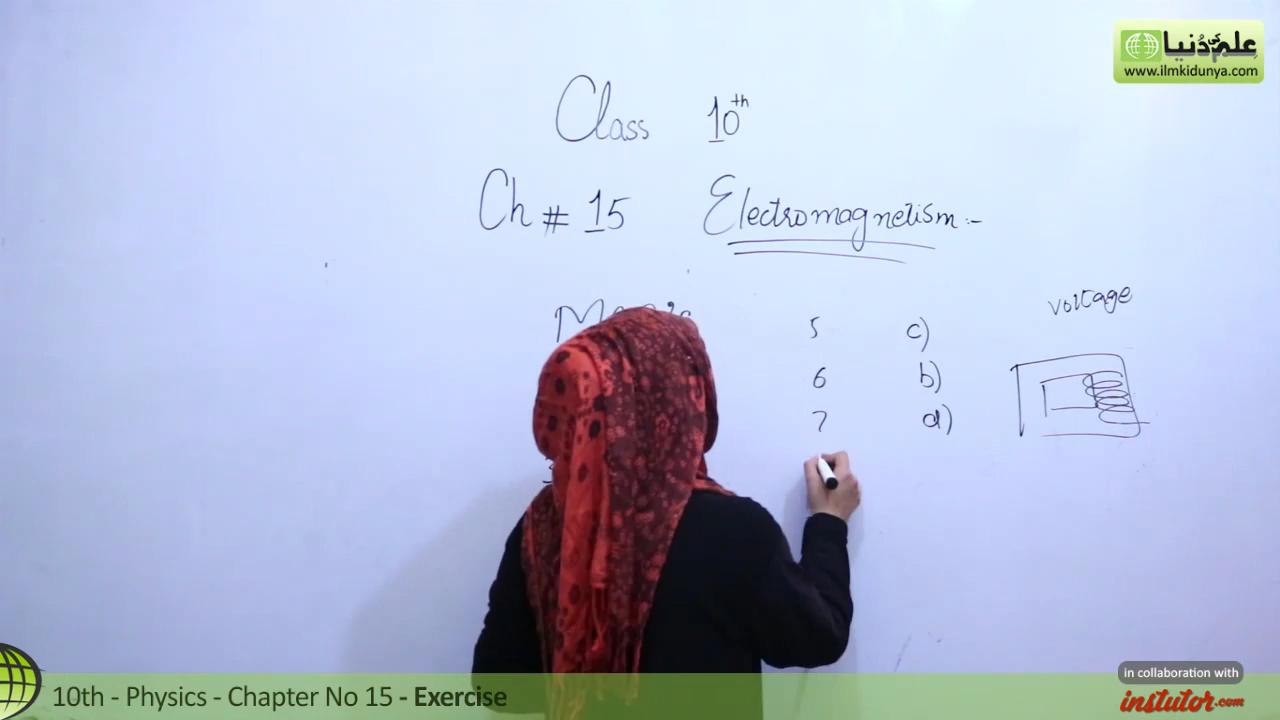 علم کی دُنیا
www.ilmkidunya.com
Class 10th
Ch # 15 Electromagnetism:-
voltage
5 c)
6 b)
7 d)
in collaboration with
instutor.com
10th - Physics - Chapter No 15 - Exercise